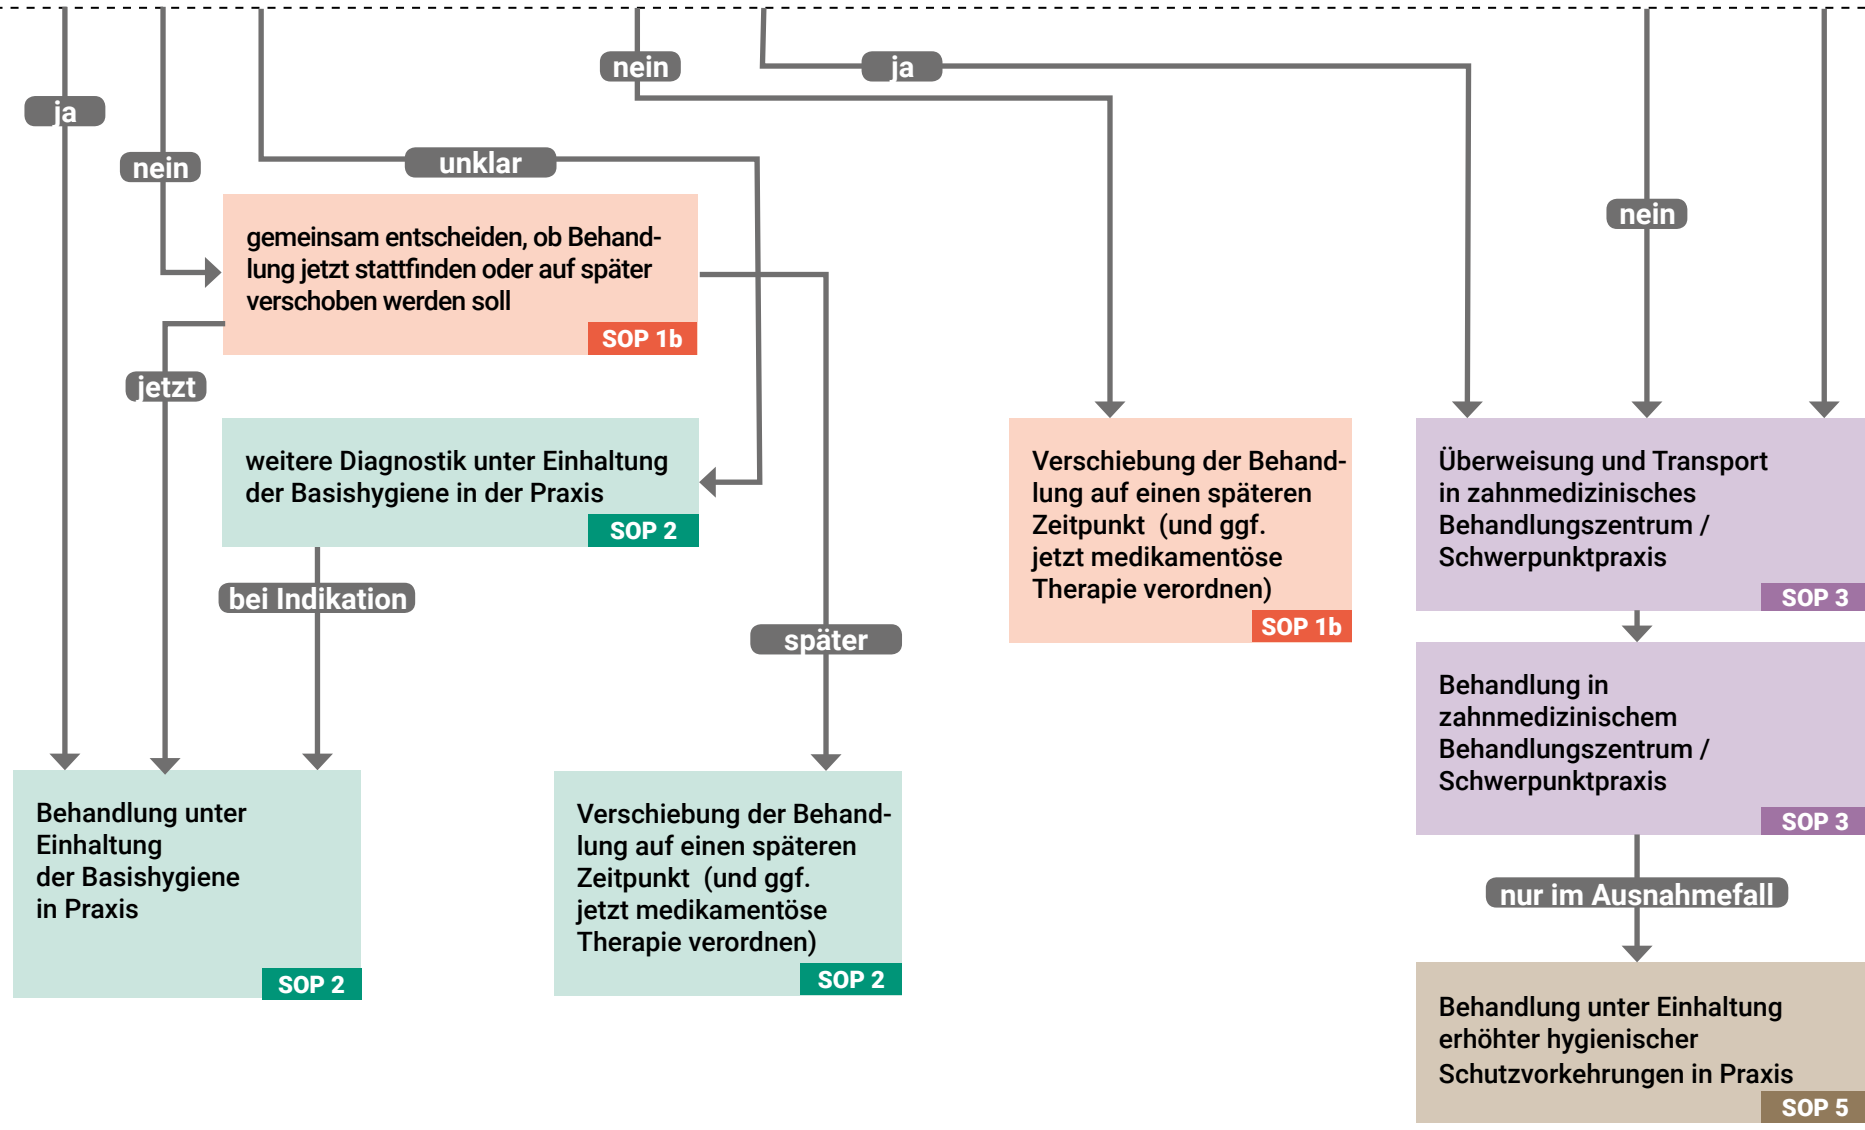 nein
ja
ja
nein
unklar
nein
gemeinsam entscheiden, ob Behand-
lung jetzt stattfinden oder auf später
verschoben werden soll
SOP 1b
jetzt
weitere Diagnostik unter Einhaltung
der Basishygiene in der Praxis
SOP 2
bei Indikation
später
Verschiebung der Behand-
lung auf einen späteren
Zeitpunkt (und ggf.
jetzt medikamentöse
Therapie verordnen)
SOP 1b
Überweisung und Transport
in zahnmedizinisches
Behandlungszentrum /
Schwerpunktpraxis
SOP 3
Behandlung in
zahnmedizinischem
Behandlungszentrum /
Schwerpunktpraxis
SOP 3
Behandlung unter
Einhaltung
der Basishygiene
in Praxis
SOP 2
Verschiebung der Behand-
lung auf einen späteren
Zeitpunkt (und ggf.
jetzt medikamentöse
Therapie verordnen)
SOP 2
nur im Ausnahmefall
Behandlung unter Einhaltung
erhöhter hygienischer
Schutzvorkehrungen in Praxis
SOP 5